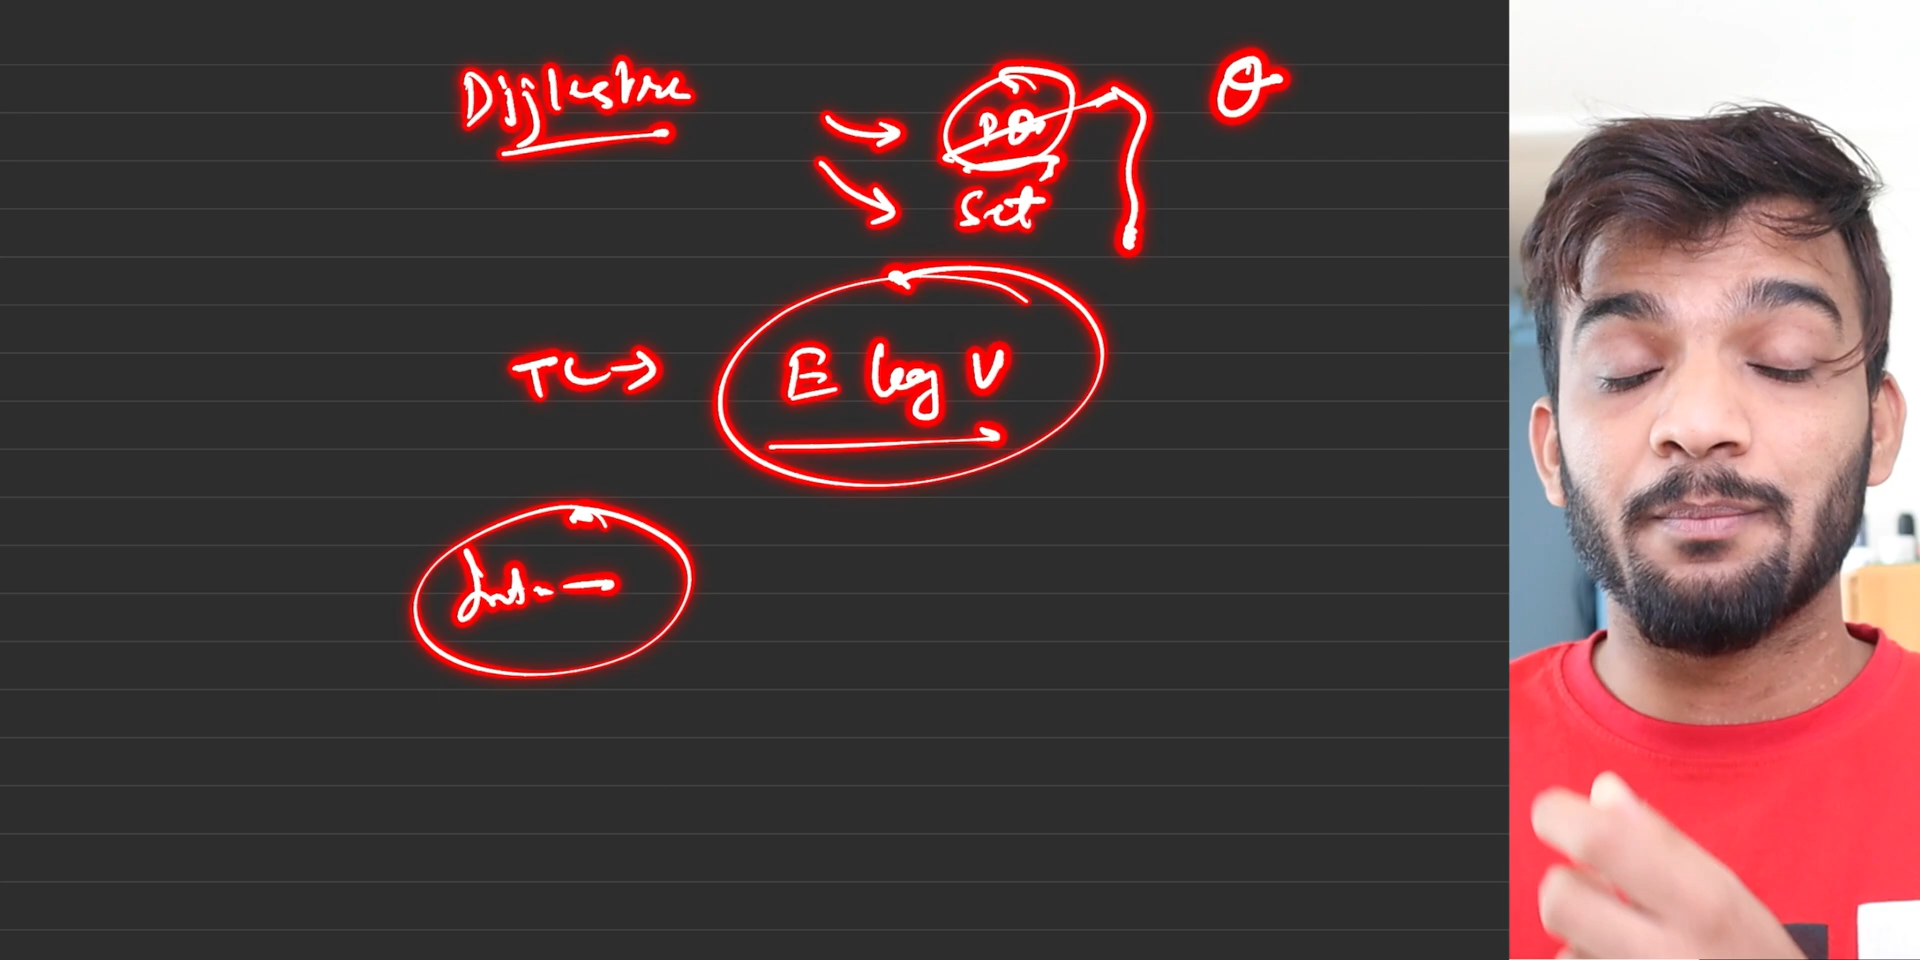 Dijkstra
PQ
Set
Q
TC →
E log V